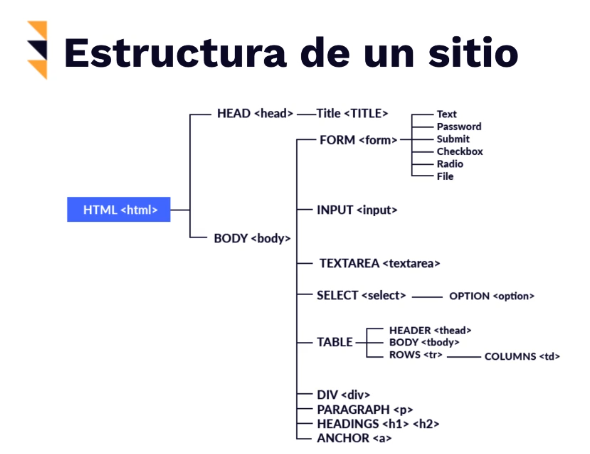 Estructura de un sitio
HEAD <head>
Title <TITLE>
FORM <form>
Text
Password
Submit
Checkbox
Radio
File
HTML <html>
BODY <body>
INPUT <input>
TEXTAREA <textarea>
SELECT <select>
OPTION <option>
TABLE
HEADER <thead>
BODY <tbody>
ROWS <tr>
COLUMNS <td>
DIV <div>
PARAGRAPH <p>
HEADINGS <h1> <h2>
ANCHOR <a>